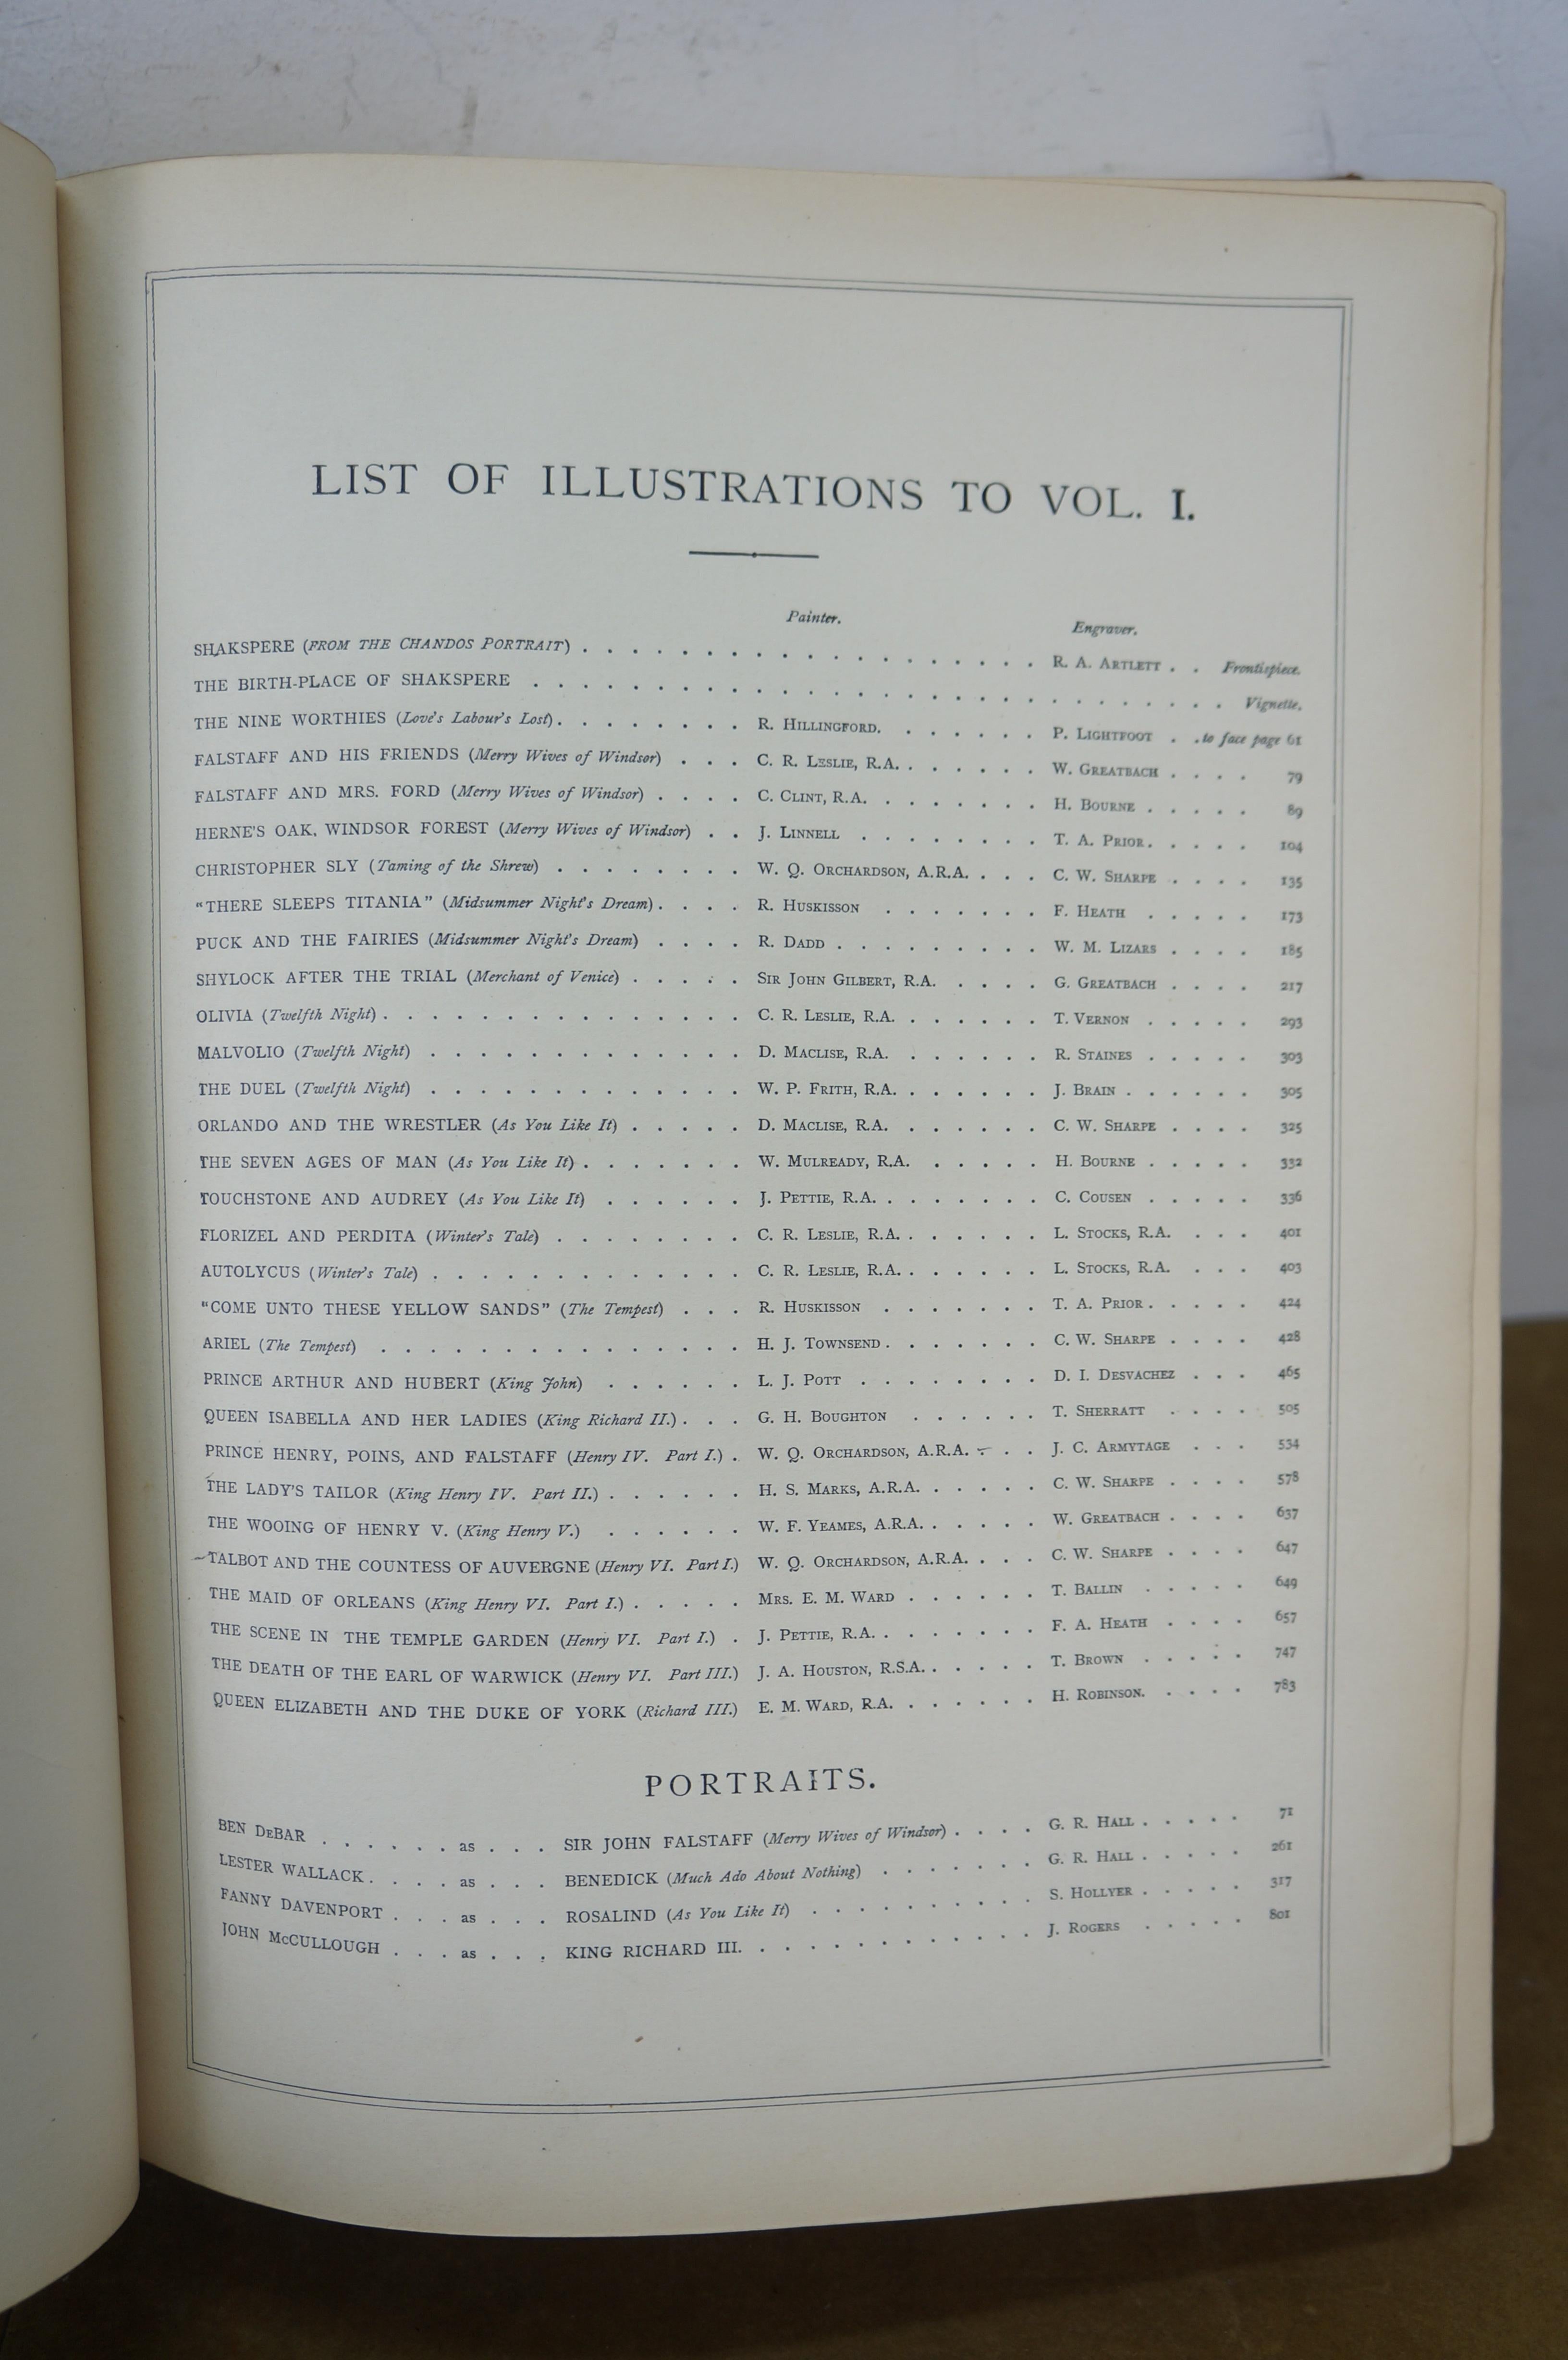 LIST OF ILLUSTRATIONS TO VOL. I.
Painter. Engraver.
SHAKSPERE (FROM THE CHANDOS PORTRAIT) . . . R. A. ARTLETT . . Frontispiece.
THE BIRTH-PLACE OF SHAKSPERE . . . Vignette.
THE NINE WORTHIES (Love's Labour's Lost) . . . R. HILLINGFORD. . . . P. LIGHTFOOT . . to face page 61
FALSTAFF AND HIS FRIENDS (Merry Wives of Windsor) . . . C. R. LESLIE, R.A. . . . W. GREATBACH . . . 79
FALSTAFF AND MRS. FORD (Merry Wives of Windsor) . . . C. CLINT, R.A. . . . H. BOURNE . . . 89
HERNE'S OAK, WINDSOR FOREST (Merry Wives of Windsor) . . J. LINNELL . . . T. A. PRIOR . . . 104
CHRISTOPHER SLY (Taming of the Shrew) . . . W. Q. ORCHARDSON, A.R.A. . . . C. W. SHARPE . . . 135
"THERE SLEEPS TITANIA" (Midsummer Night's Dream) . . . R. HUSKISSON . . . F. HEATH . . . 173
PUCK AND THE FAIRIES (Midsummer Night's Dream) . . . R. DADD . . . W. M. LIZARS . . . 185
SHYLOCK AFTER THE TRIAL (Merchant of Venice) . . . SIR JOHN GILBERT, R.A. . . . G. GREATBACH . . . 217
OLIVIA (Twelfth Night) . . . C. R. LESLIE, R.A. . . . T. VERNON . . . 293
MALVOLIO (Twelfth Night) . . . D. MACLISE, R.A. . . . R. STAINES . . . 303
THE DUEL (Twelfth Night) . . . W. P. FRITH, R.A. . . . J. BRAIN . . . 305
ORLANDO AND THE WRESTLER (As You Like It) . . . D. MACLISE, R.A. . . . C. W. SHARPE . . . 325
THE SEVEN AGES OF MAN (As You Like It) . . . W. MULREADY, R.A. . . . H. BOURNE . . . 332
TOUCHSTONE AND AUDREY (As You Like It) . . . J. PETTIE, R.A. . . . C. COUSEN . . . 336
FLORIZEL AND PERDITA (Winter's Tale) . . . C. R. LESLIE, R.A. . . . L. STOCKS, R.A. . . . 401
AUTOLYCUS (Winter's Tale) . . . C. R. LESLIE, R.A. . . . L. STOCKS, R.A. . . . 403
"COME UNTO THESE YELLOW SANDS" (The Tempest) . . . R. HUSKISSON . . . T. A. PRIOR . . . 424
ARIEL (The Tempest) . . . H. J. TOWNSEND . . . C. W. SHARPE . . . 428
PRINCE ARTHUR AND HUBERT (King John) . . . L. J. POTT . . . D. I. DESVACHEZ . . . 465
QUEEN ISABELLA AND HER LADIES (King Richard II.) . . . G. H. BOUGHTON . . . T. SHERRATT . . . 505
PRINCE HENRY, POINS, AND FALSTAFF (Henry IV. Part I.) . W. Q. ORCHARDSON, A.R.A. . . . J. C. ARMYTAGE . . . 534
THE LADY'S TAILOR (King Henry IV. Part II.) . . . H. S. MARKS, A.R.A. . . . C. W. SHARPE . . . 578
THE WOOING OF HENRY V. (King Henry V.) . . . W. F. YEAMES, A.R.A. . . . W. GREATBACH . . . 637
TALBOT AND THE COUNTESS OF AUVERGNE (Henry VI. Part I.) W. Q. ORCHARDSON, A.R.A. . . . C. W. SHARPE . . . 647
THE MAID OF ORLEANS (King Henry VI. Part I.) . . . MRS. E. M. WARD . . . T. BALLIN . . . 649
THE SCENE IN THE TEMPLE GARDEN (Henry VI. Part I.) . J. PETTIE, R.A. . . . F. A. HEATH . . . 657
THE DEATH OF THE EARL OF WARWICK (Henry VI. Part III.) J. A. HOUSTON, R.S.A. . . . T. BROWN . . . 747
QUEEN ELIZABETH AND THE DUKE OF YORK (Richard III.) E. M. WARD, R.A. . . . H. ROBINSON. . . . 783
PORTRAITS.
BEN DEBAR . . . as . . . SIR JOHN FALSTAFF (Merry Wives of Windsor) . . . G. R. HALL . . . 71
LESTER WALLACK . . . as . . . BENEDICK (Much Ado About Nothing) . . . G. R. HALL . . . 261
FANNY DAVENPORT . . . as . . . ROSALIND (As You Like It) . . . S. HOLLYER . . . 317
JOHN McCULLOUGH . . . as . . . KING RICHARD III. . . . J. ROGERS . . . 801